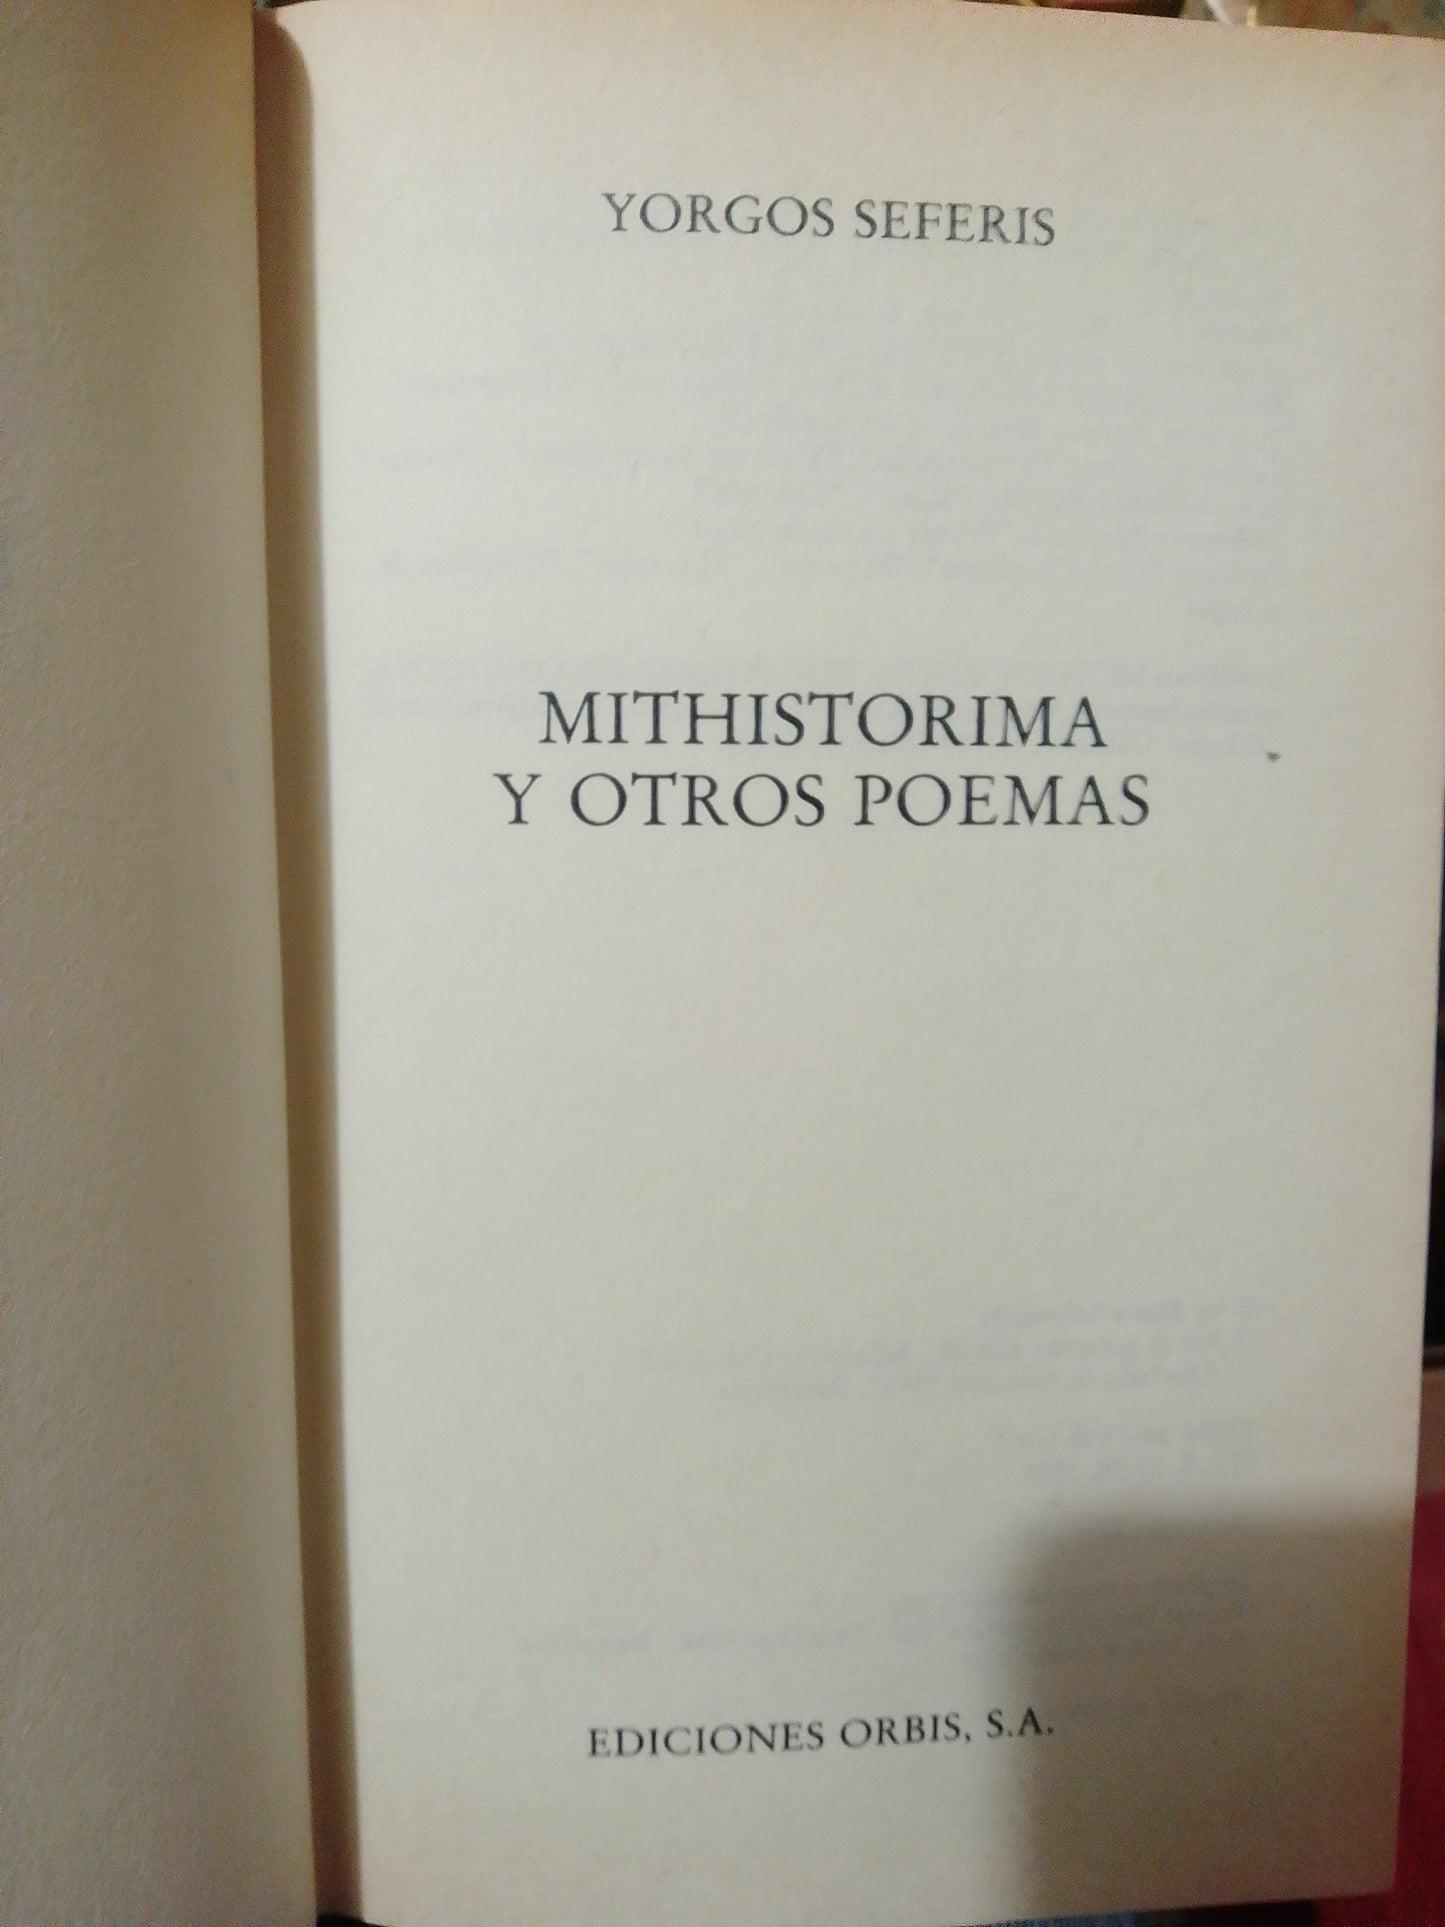 YORGOS SEFERIS
MITHISTORIMA
Y OTROS POEMAS
EDICIONES ORBIS, S.A.